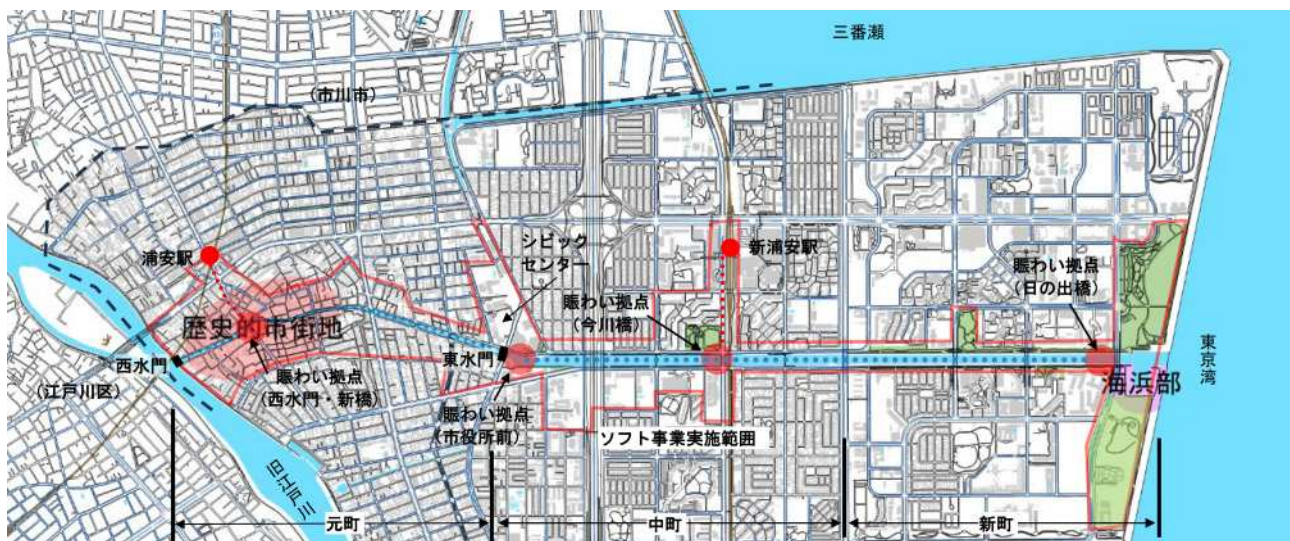 三番瀬
(市川市)
シビック
センター
浦安駅
新浦安駅
賑わい拠点
(日の出橋)
賑わい拠点
(今川橋)
歴史的市街地
西水門
東水門
東京湾
(江戸川区)
賑わい拠点
(西水門・新橋)
海浜部
賑わい拠点
(市役所前)
ソフト事業実施範囲
旧江戸川
元町
中町
新町